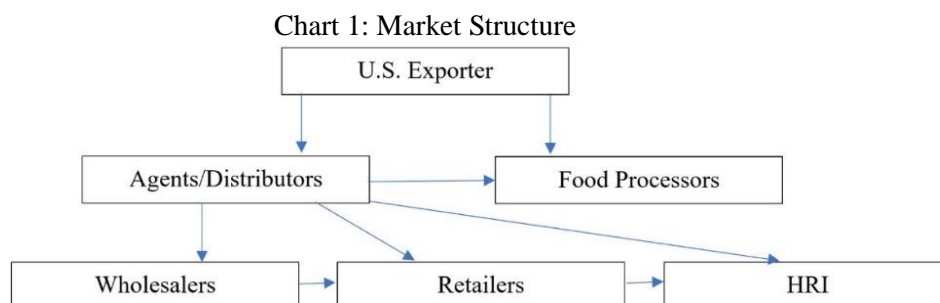 Chart 1: Market Structure
U.S. Exporter
Agents/Distributors
Food Processors
Wholesalers
Retailers
HRI